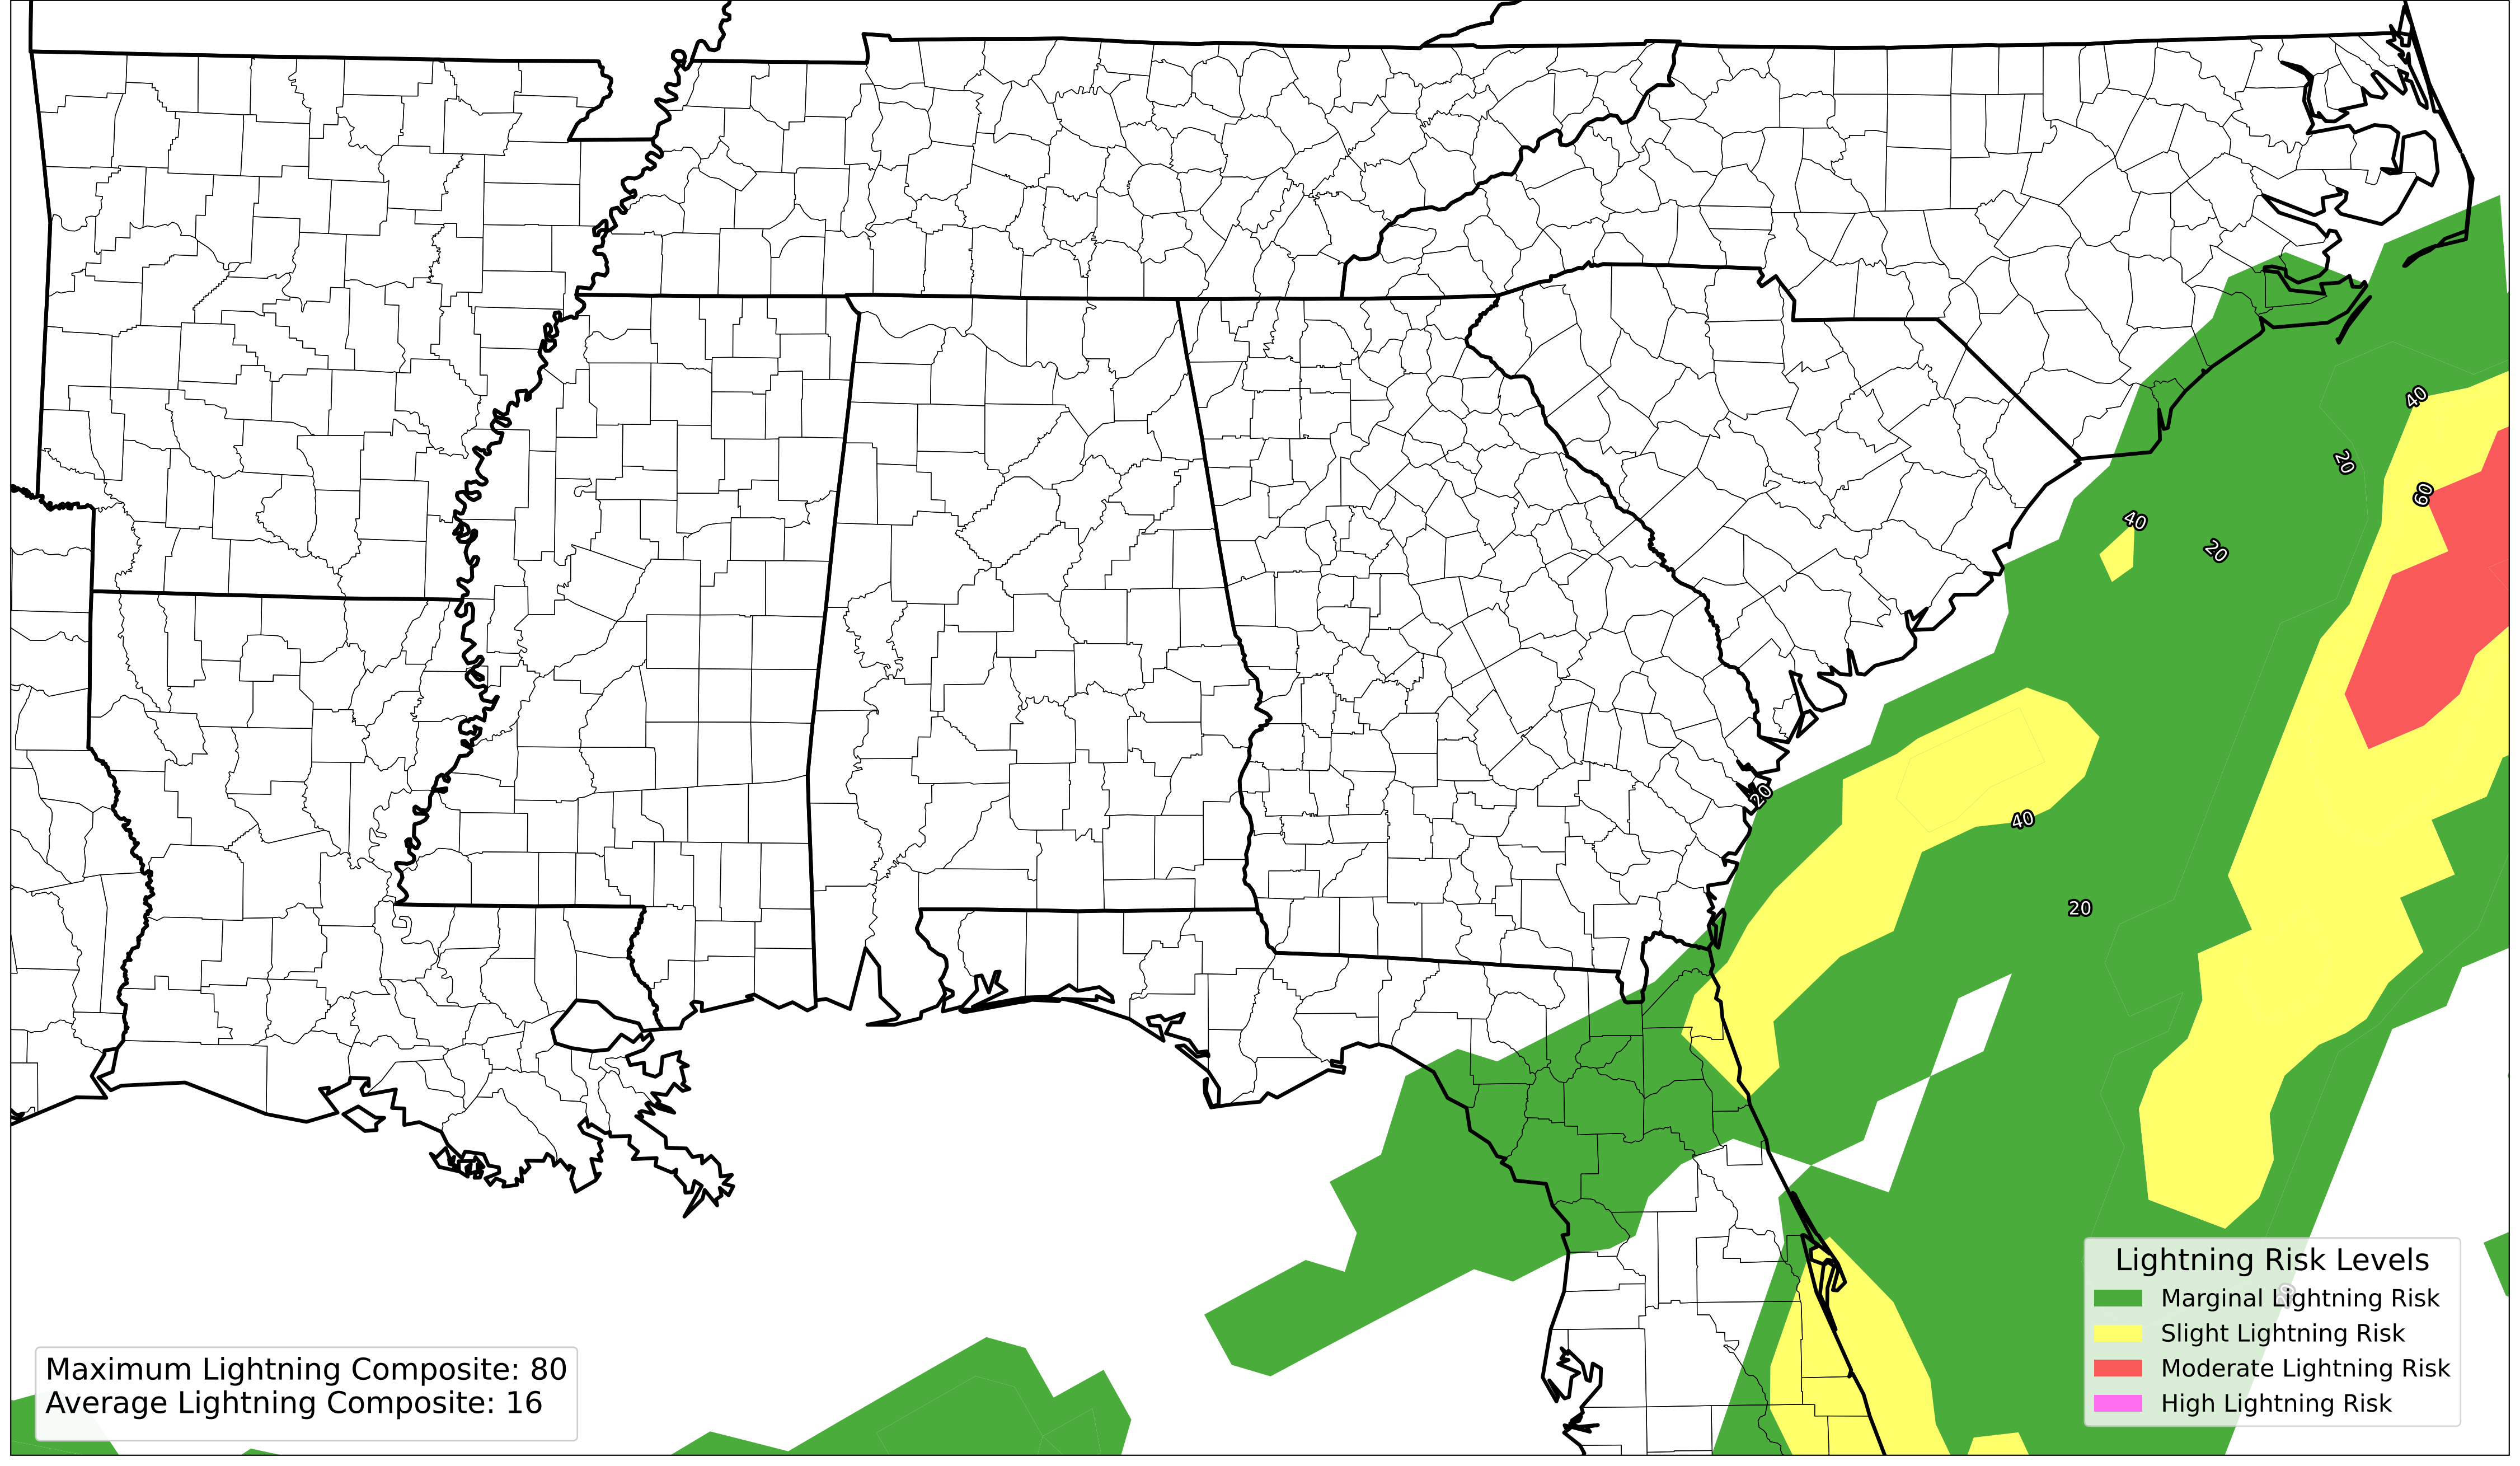 40
20
60
40
20
20
40
20
Lightning Risk Levels
Marginal Lightning Risk
Slight Lightning Risk
Moderate Lightning Risk
High Lightning Risk
Maximum Lightning Composite: 80
Average Lightning Composite: 16